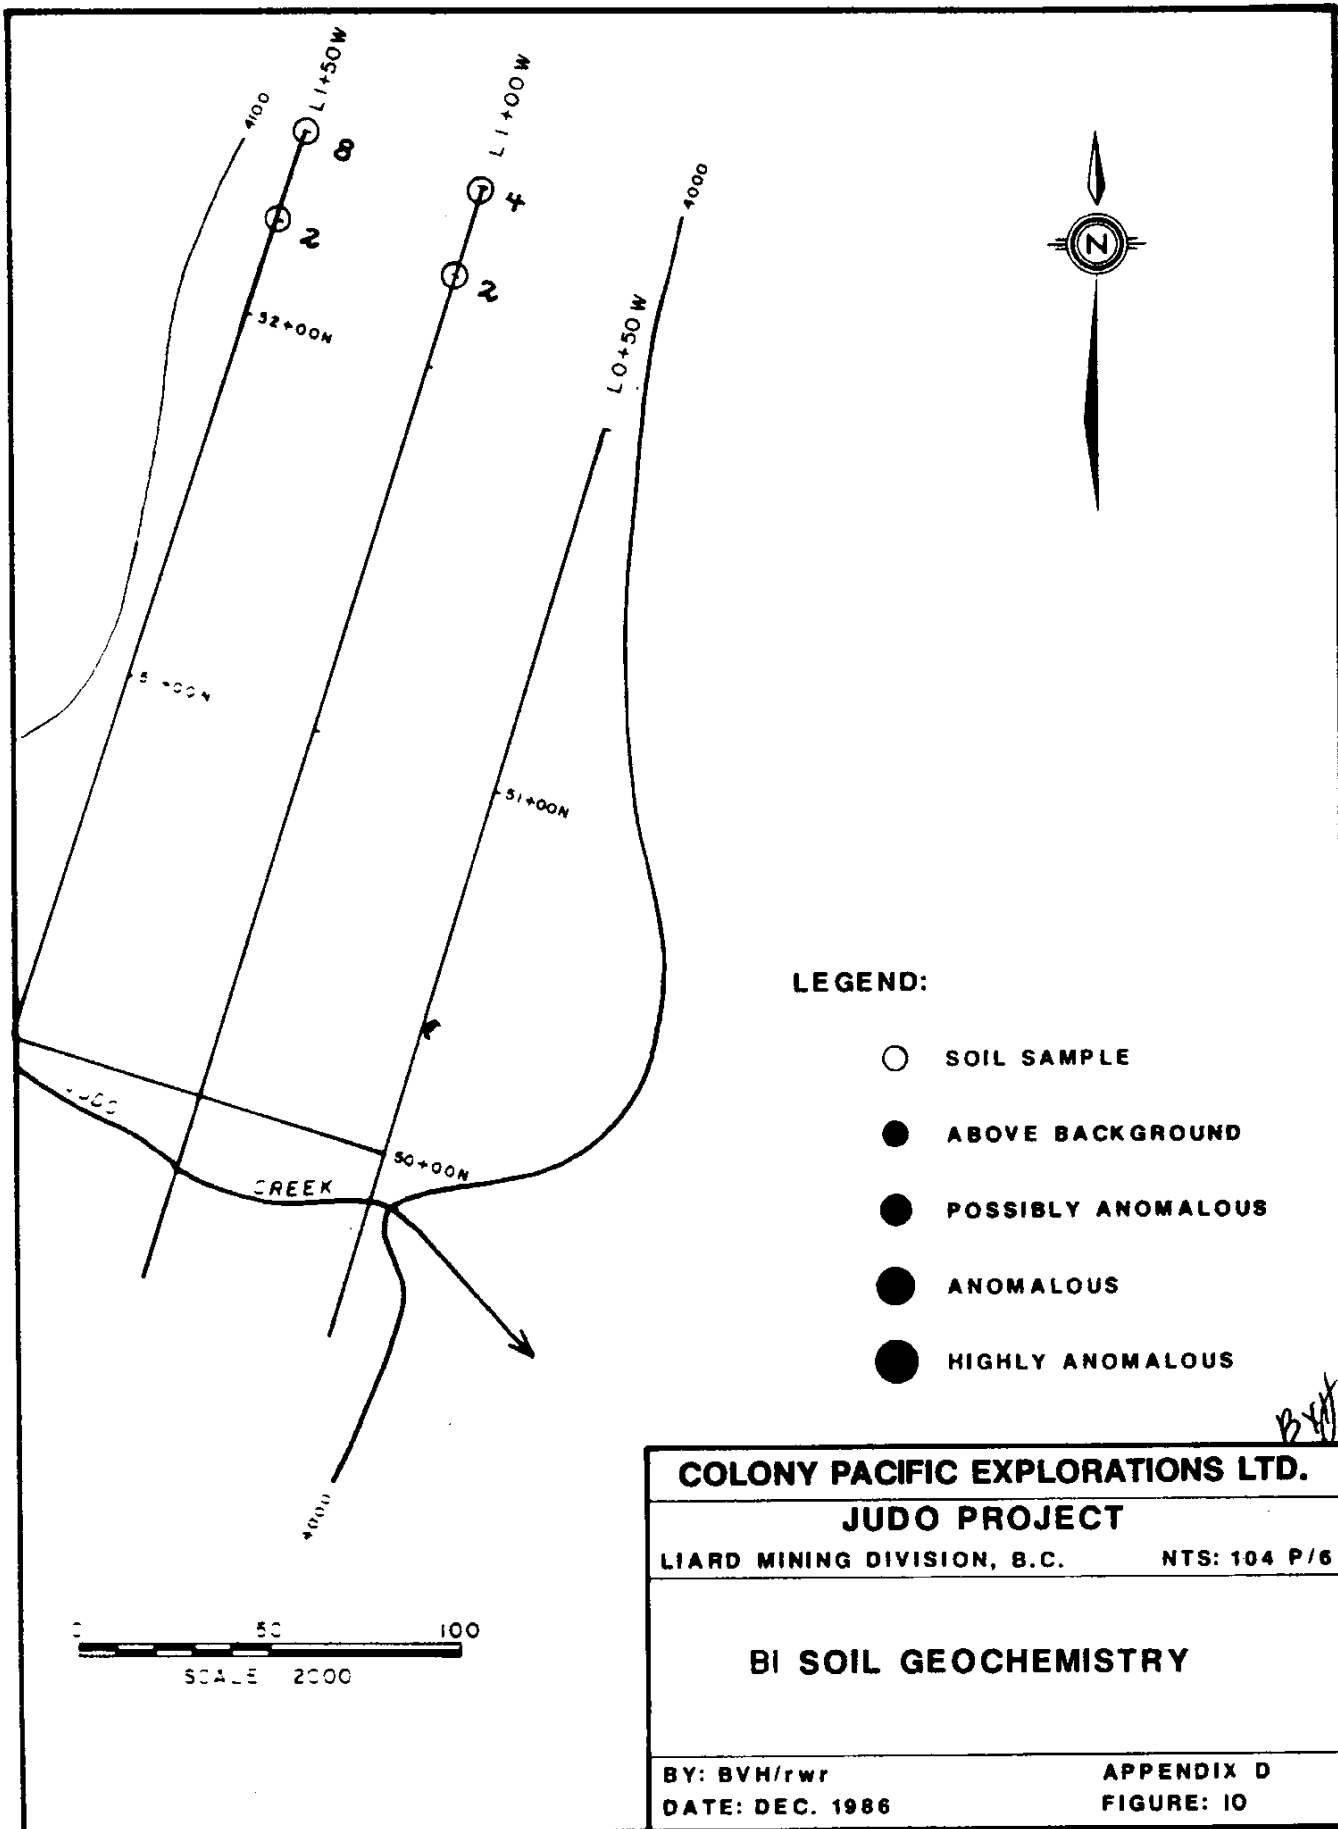 L1+50W
L1+00W
4100
8
4
4000
2
2
N
L0+50W
52+00N
51+00N
LEGEND:
SOIL SAMPLE
ABOVE BACKGROUND
50+00N
CREEK
POSSIBLY ANOMALOUS
ANOMALOUS
HIGHLY ANOMALOUS
COLONY PACIFIC EXPLORATIONS LTD.
JUDO PROJECT
LIARD MINING DIVISION, B.C. NTS: 104 P/6
4000
50 100
SCALE 2000
BI SOIL GEOCHEMISTRY
BY: BVH/rwr APPENDIX D
DATE: DEC. 1986 FIGURE: 10